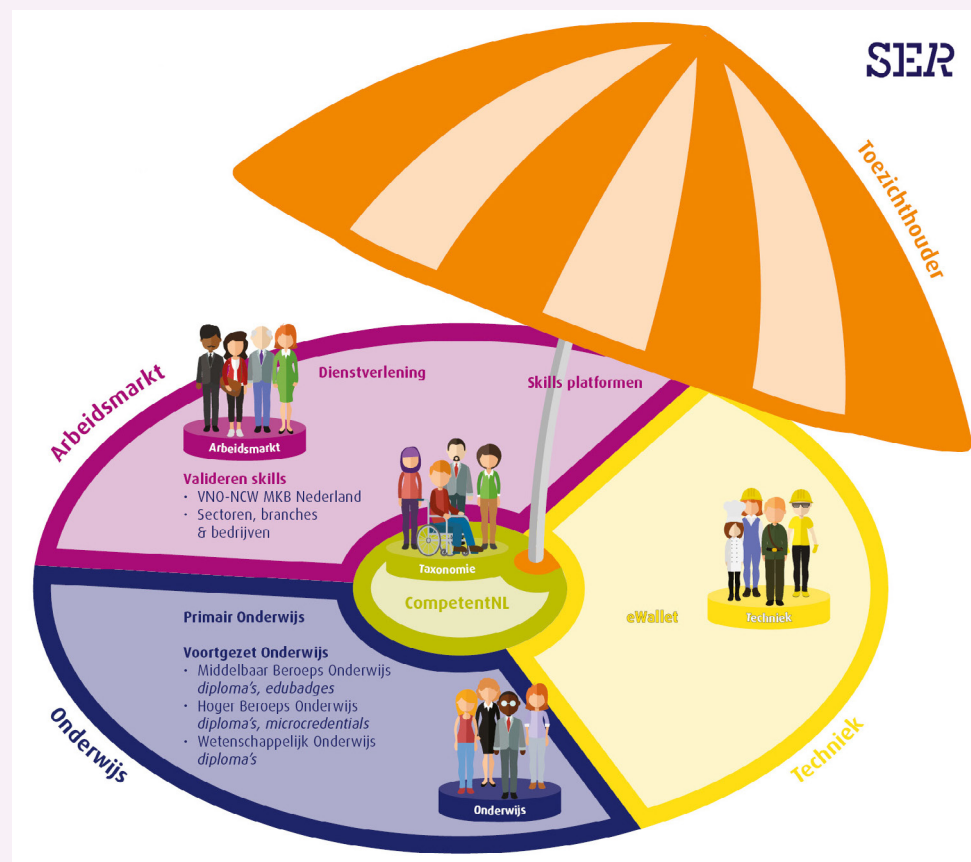 SER
Toezichthouder
Arbeidsmarkt
Dienstverlening
Skills platformen
Arbeidsmarkt
Valideren skills
· VNO-NCW MKB Nederland
· Sectoren, branches
& bedrijven
Taxonomie
CompetentNL
eWallet
Techniek
Techniek
Onderwijs
Primair Onderwijs
Voortgezet Onderwijs
· Middelbaar Beroeps Onderwijs
diploma's, edubadges
· Hoger Beroeps Onderwijs
diploma's, microcredentials
· Wetenschappelijk Onderwijs
diploma's
Onderwijs